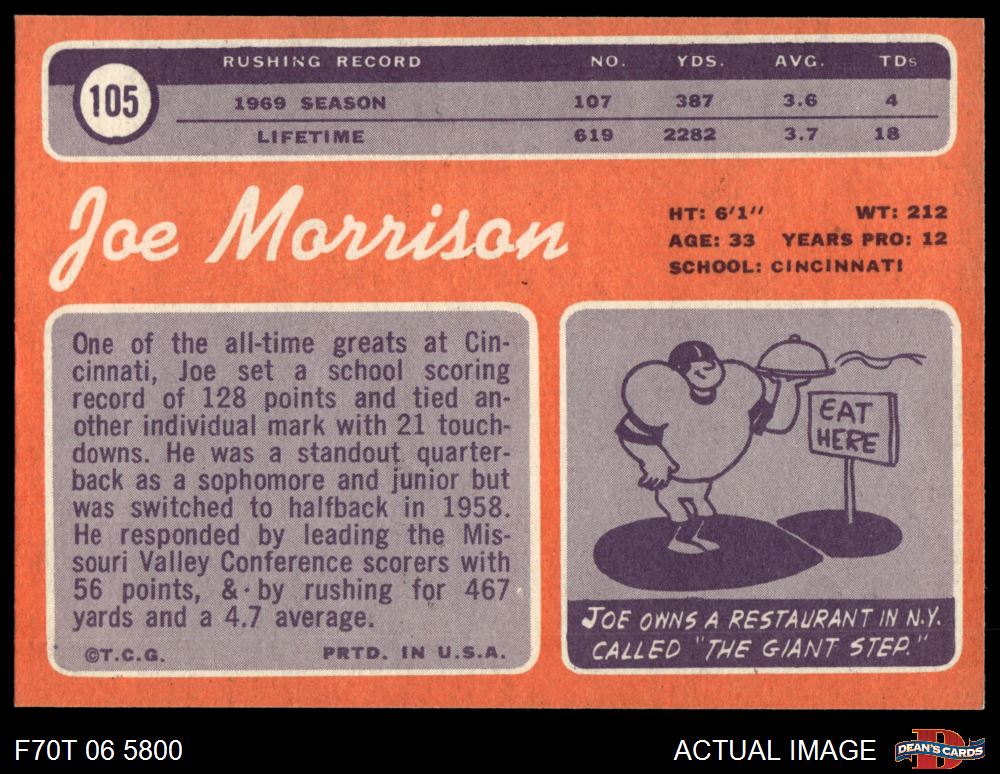 RUSHING RECORD NO. YDS. AVG. TDs
105
1969 SEASON 107 387 3.6 4
LIFETIME 619 2282 3.7 18
Joe Morrison
HT: 6'1" WT: 212
AGE: 33 YEARS PRO: 12
SCHOOL: CINCINNATI
One of the all-time greats at Cin-
cinnati, Joe set a school scoring
record of 128 points and tied an-
other individual mark with 21 touch-
downs. He was a standout quarter-
back as a sophomore and junior but
was switched to halfback in 1958.
He responded by leading the Mis-
souri Valley Conference scorers with
56 points, & by rushing for 467
yards and a 4.7 average.
©T.C.G. PRTD. IN U.S.A.
EAT
HERE
JOE OWNS A RESTAURANT IN N.Y.
CALLED "THE GIANT STEP."
F70T 06 5800
ACTUAL IMAGE
D
DEAN'S CARDS